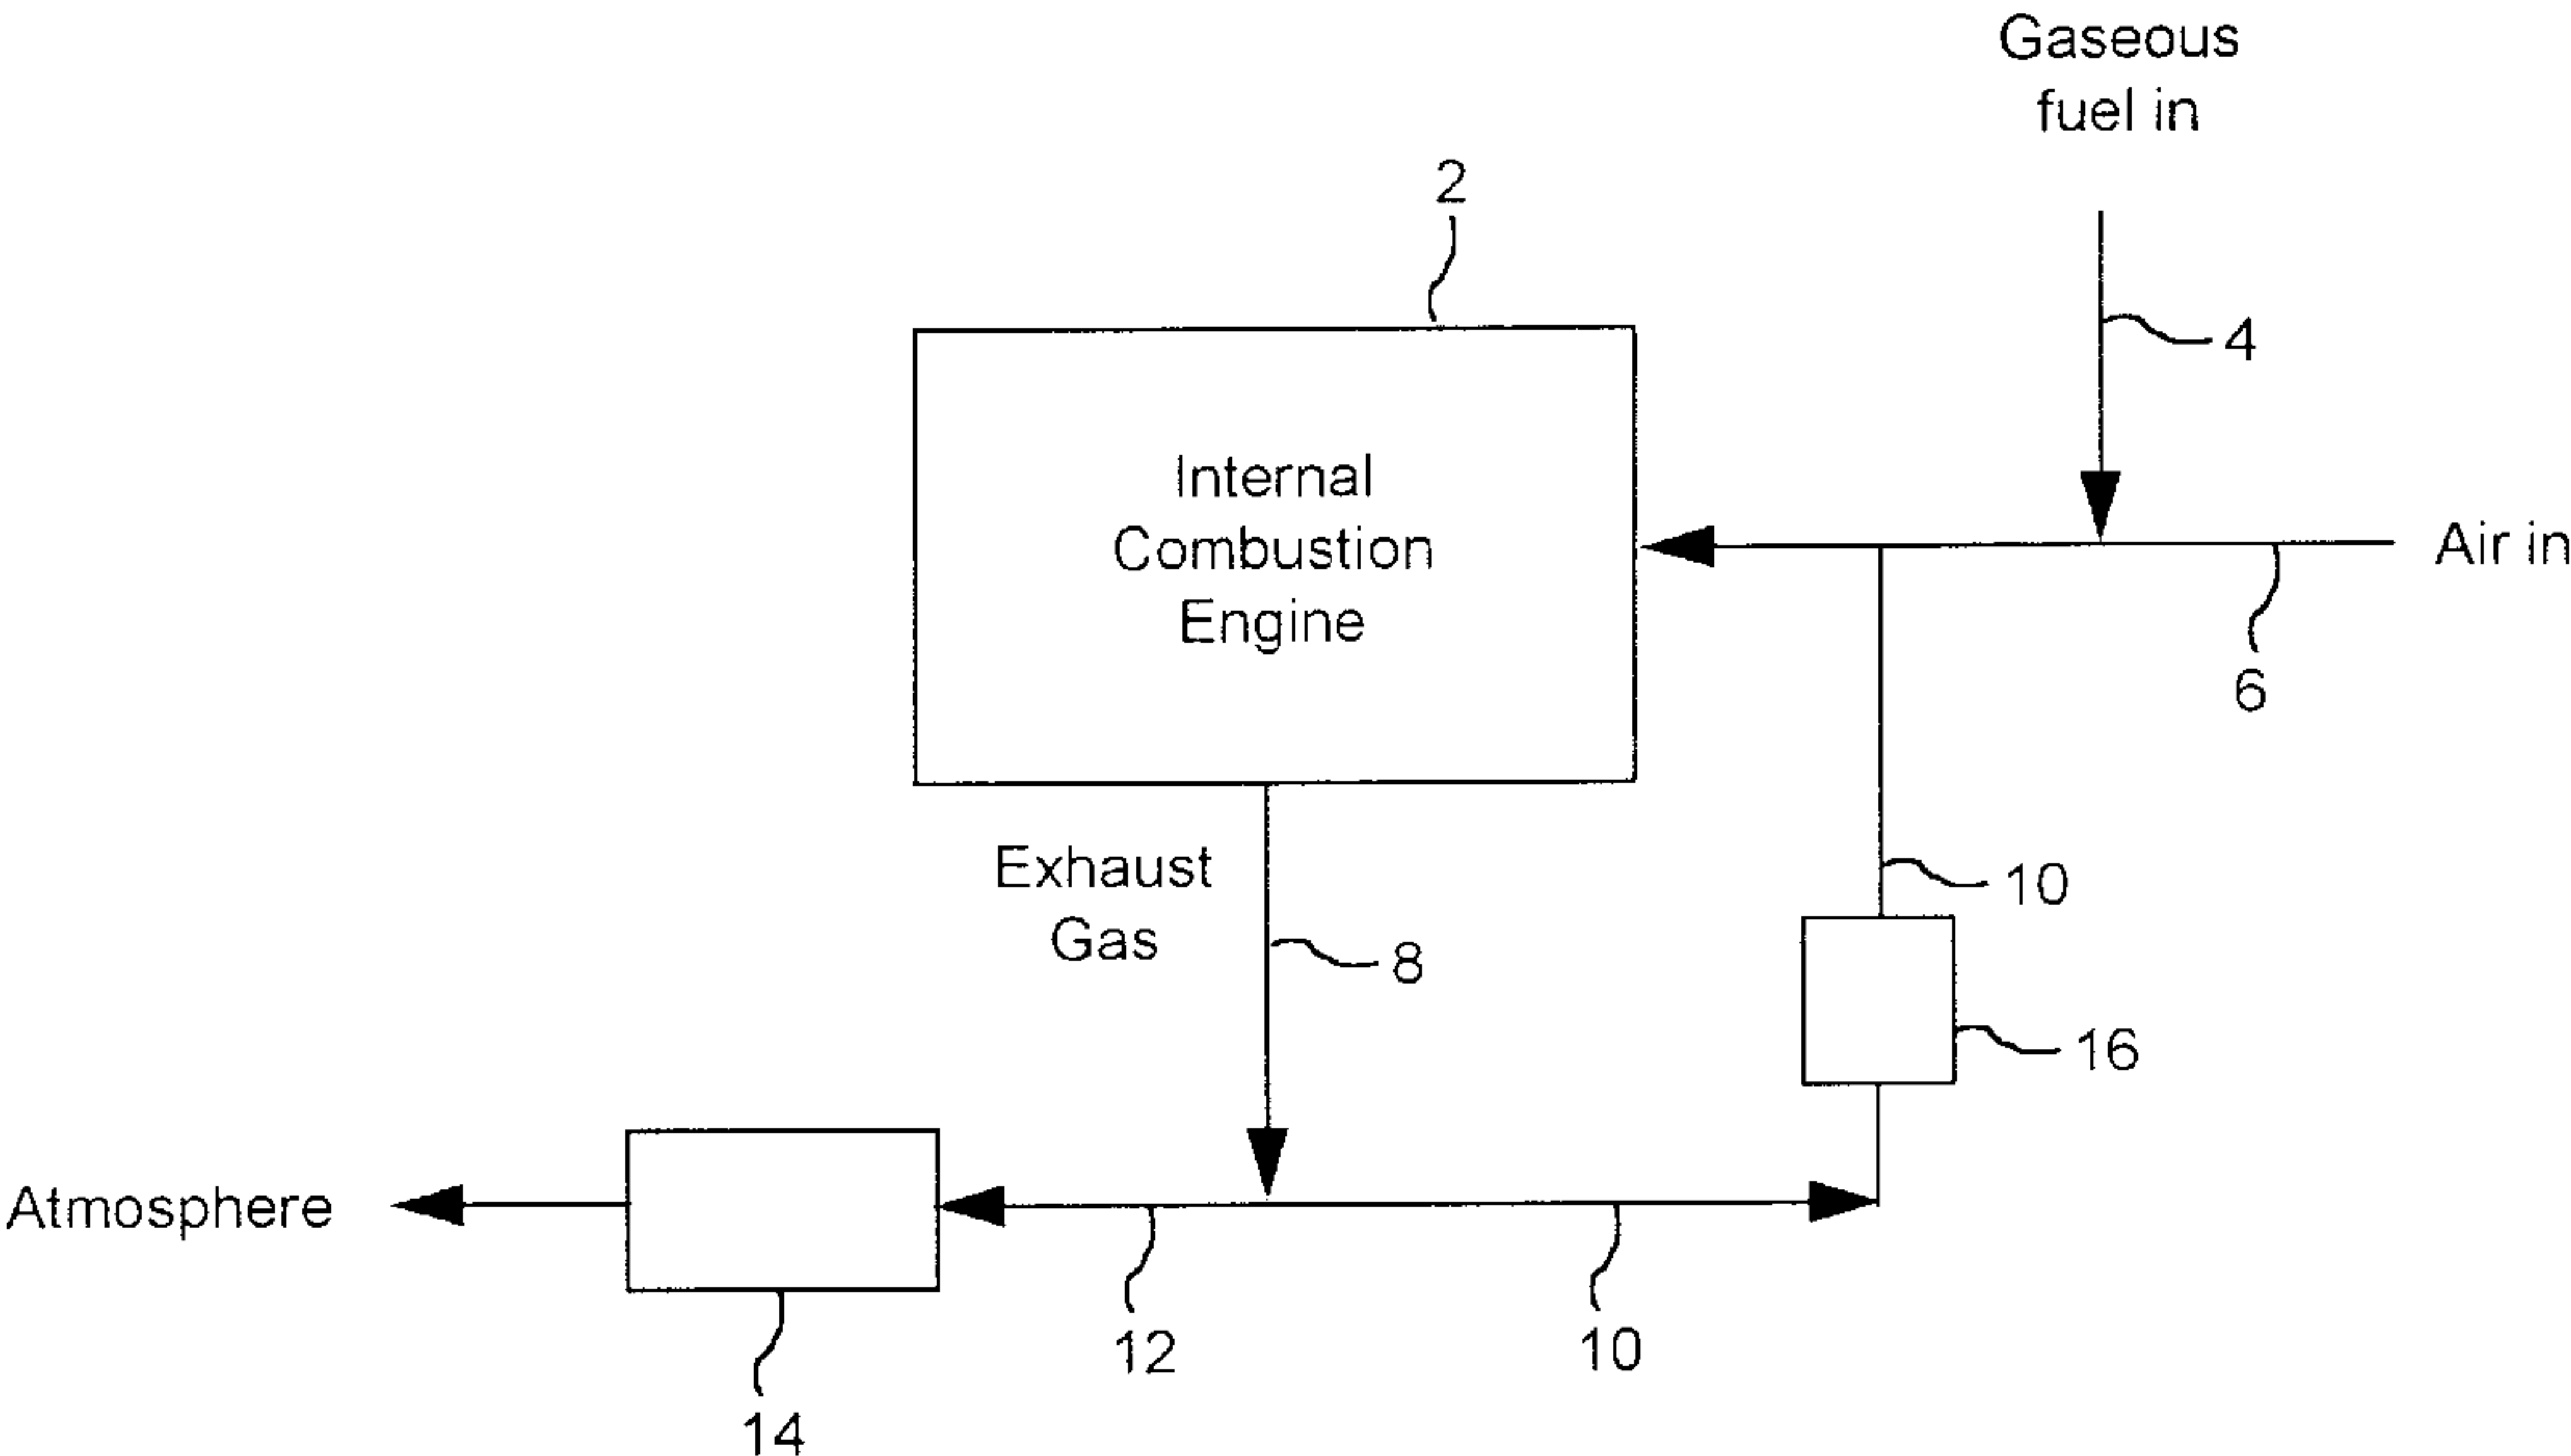 Gaseous
fuel in
2
4
Internal
Combustion
Engine
Air in
6
Exhaust
Gas
8
10
16
Atmosphere
12
10
14